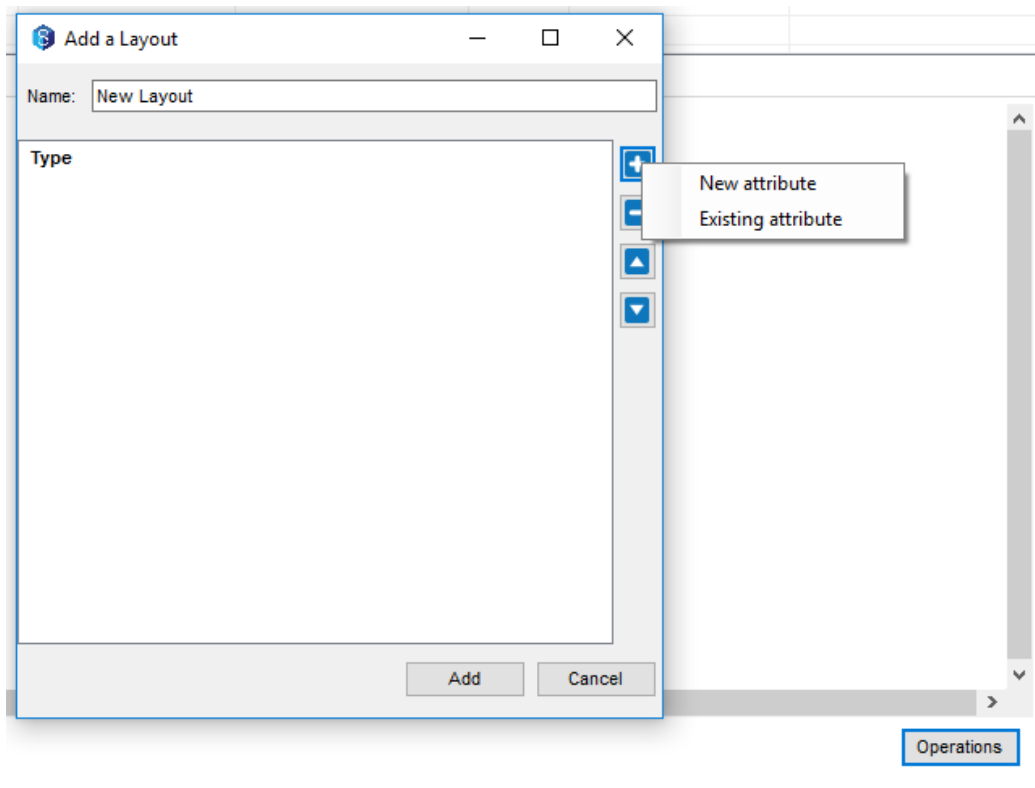 Add a Layout
Name: New Layout
Type
New attribute
Existing attribute
Add Cancel
Operations